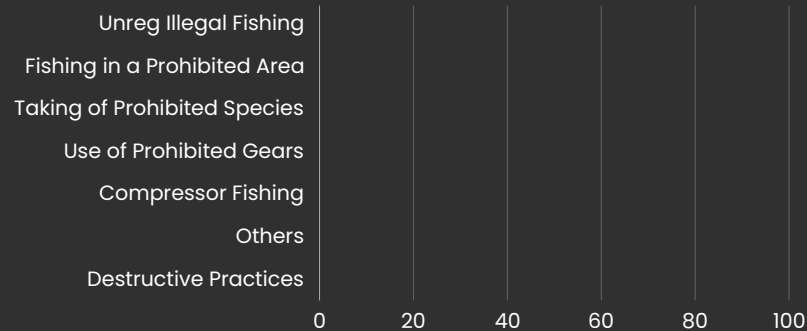 Unreg Illegal Fishing
Fishing in a Prohibited Area
Taking of Prohibited Species
Use of Prohibited Gears
Compressor Fishing
Others
Destructive Practices
0 20 40 60 80 100